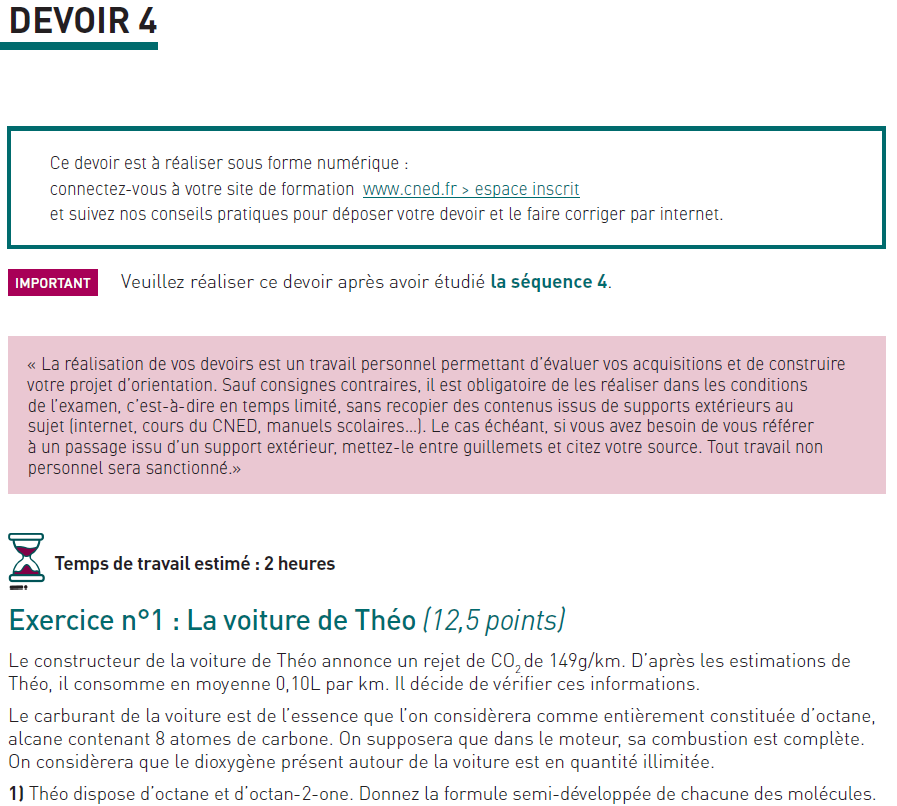 DEVOIR 4
Ce devoir est à réaliser sous forme numérique :
connectez-vous à votre site de formation www.cned.fr > espace inscrit
et suivez nos conseils pratiques pour déposer votre devoir et le faire corriger par internet.
IMPORTANT Veuillez réaliser ce devoir après avoir étudié la séquence 4.
« La réalisation de vos devoirs est un travail personnel permettant d'évaluer vos acquisitions et de construire
votre projet d'orientation. Sauf consignes contraires, il est obligatoire de les réaliser dans les conditions
de l'examen, c'est-à-dire en temps limité, sans recopier des contenus issus de supports extérieurs au
sujet (internet, cours du CNED, manuels scolaires...). Le cas échéant, si vous avez besoin de vous référer
à un passage issu d'un support extérieur, mettez-le entre guillemets et citez votre source. Tout travail non
personnel sera sanctionné.»
Temps de travail estimé : 2 heures
Exercice n°1 : La voiture de Théo (12,5 points)
Le constructeur de la voiture de Théo annonce un rejet de CO₂ de 149g/km. D'après les estimations de
Théo, il consomme en moyenne 0,10L par km. Il décide de vérifier ces informations.
Le carburant de la voiture est de l'essence que l'on considèrera comme entièrement constituée d'octane,
alcane contenant 8 atomes de carbone. On supposera que dans le moteur, sa combustion est complète.
On considèrera que le dioxygène présent autour de la voiture est en quantité illimitée.
1) Théo dispose d'octane et d'octan-2-one. Donnez la formule semi-développée de chacune des molécules.